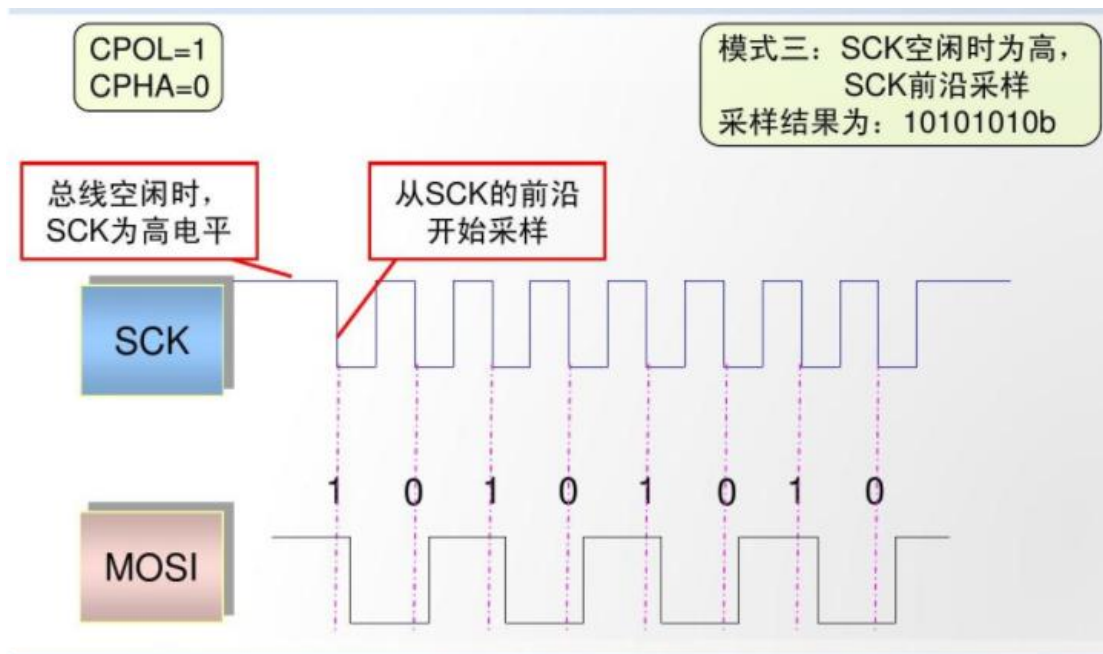 CPOL=1
CPHA=0
模式三：SCK空闲时为高，
SCK前沿采样
采样结果为：10101010b
总线空闲时，
SCK为高电平
从SCK的前沿
开始采样
SCK
1 0 1 0 1 0 1 0
MOSI